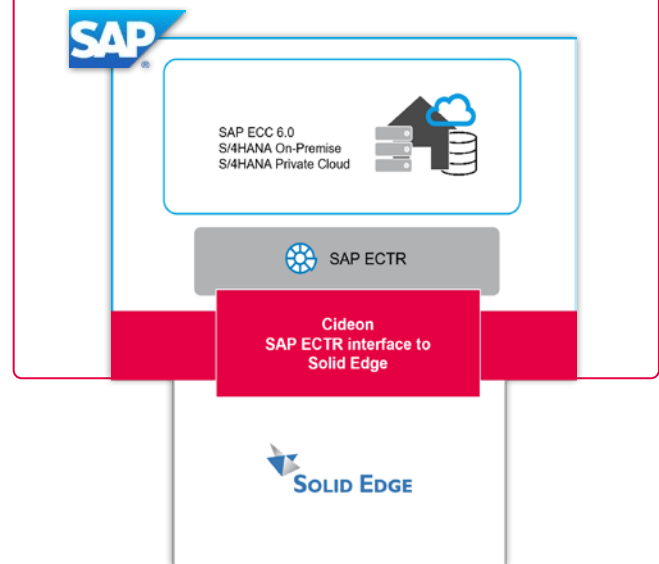 SAP
®
SAP ECC 6.0
S/4HANA On-Premise
S/4HANA Private Cloud
SAP ECTR
Cideon
SAP ECTR interface to
Solid Edge
SOLID EDGE